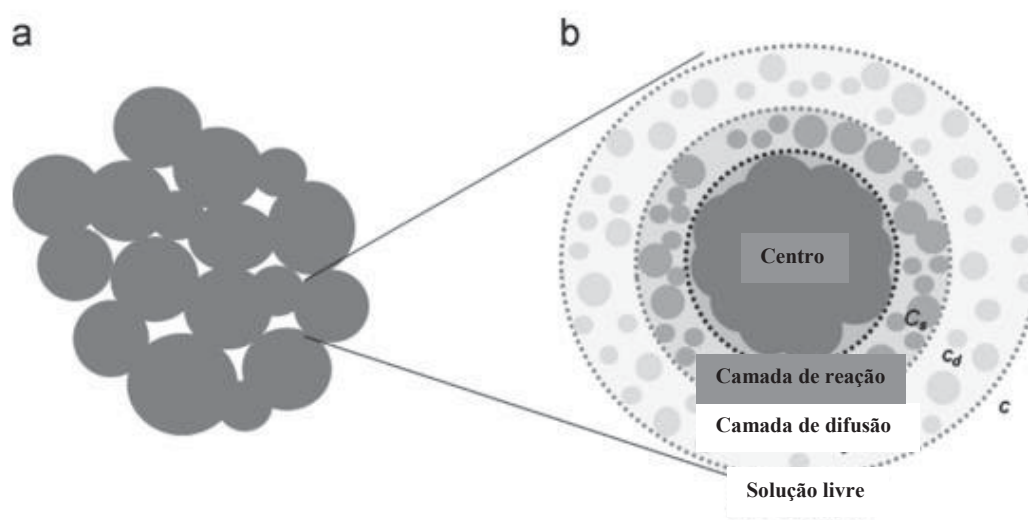 a
b
Centro
Cs
cd
c
Camada de reação
Camada de difusão
Solução livre